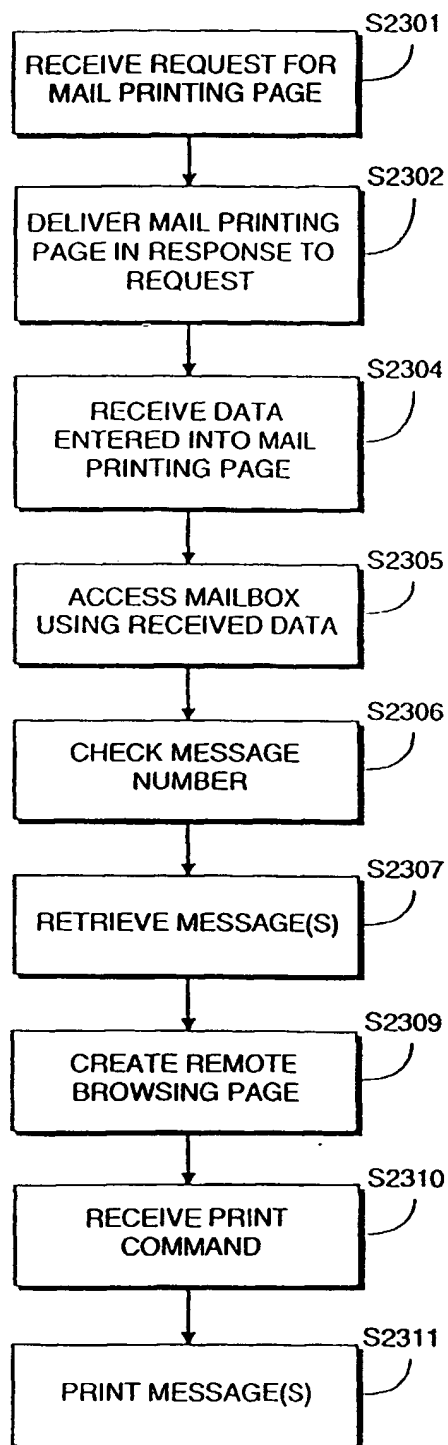 S2301
RECEIVE REQUEST FOR
MAIL PRINTING PAGE
S2302
DELIVER MAIL PRINTING
PAGE IN RESPONSE TO
REQUEST
S2304
RECEIVE DATA
ENTERED INTO MAIL
PRINTING PAGE
S2305
ACCESS MAILBOX
USING RECEIVED DATA
S2306
CHECK MESSAGE
NUMBER
S2307
RETRIEVE MESSAGE(S)
S2309
CREATE REMOTE
BROWSING PAGE
S2310
RECEIVE PRINT
COMMAND
S2311
PRINT MESSAGE(S)